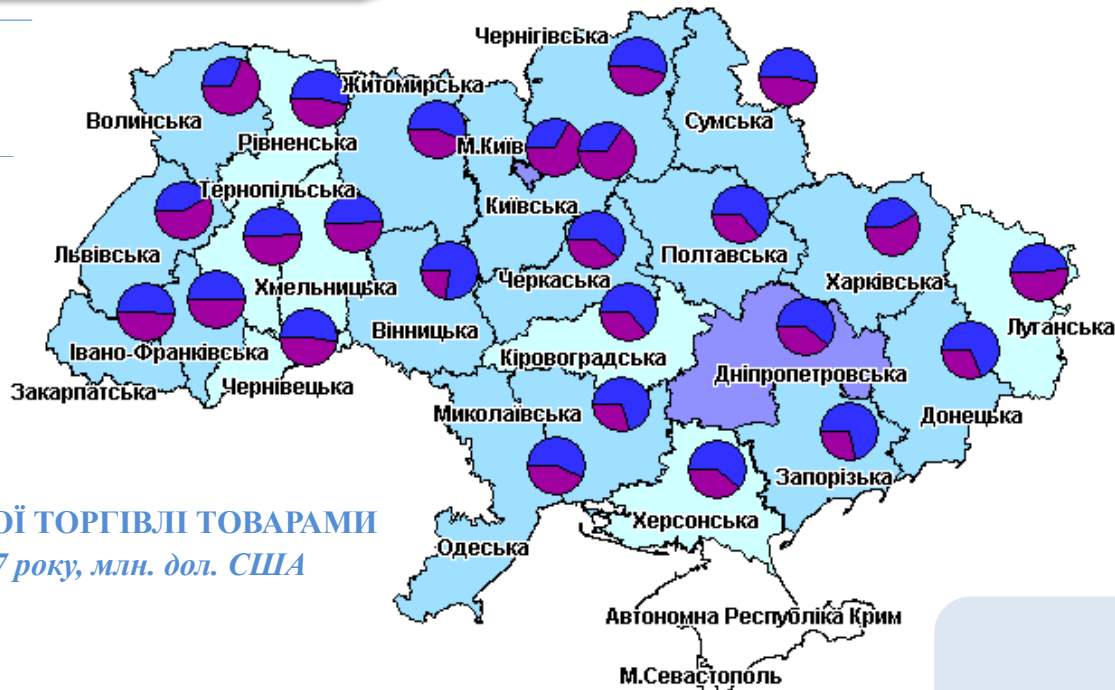 Чернігівська
Житомирська
Волинська
Рівненська
М.Київ
Сумська
Тернопільська
Київська
Львівська
Полтавська
Черкаська
Харківська
Хмельницька
Вінницька
Луганська
Івано-Франківська
Кіровоградська
Закарпатська
Чернівецька
Дніпропетровська
Миколаївська
Донецька
Запорізька
ОЇ ТОРГІВЛІ ТОВАРАМИ
Херсонська
Одеська
7 року, млн. дол. США
Автономна Республіка Крим
М.Севастополь